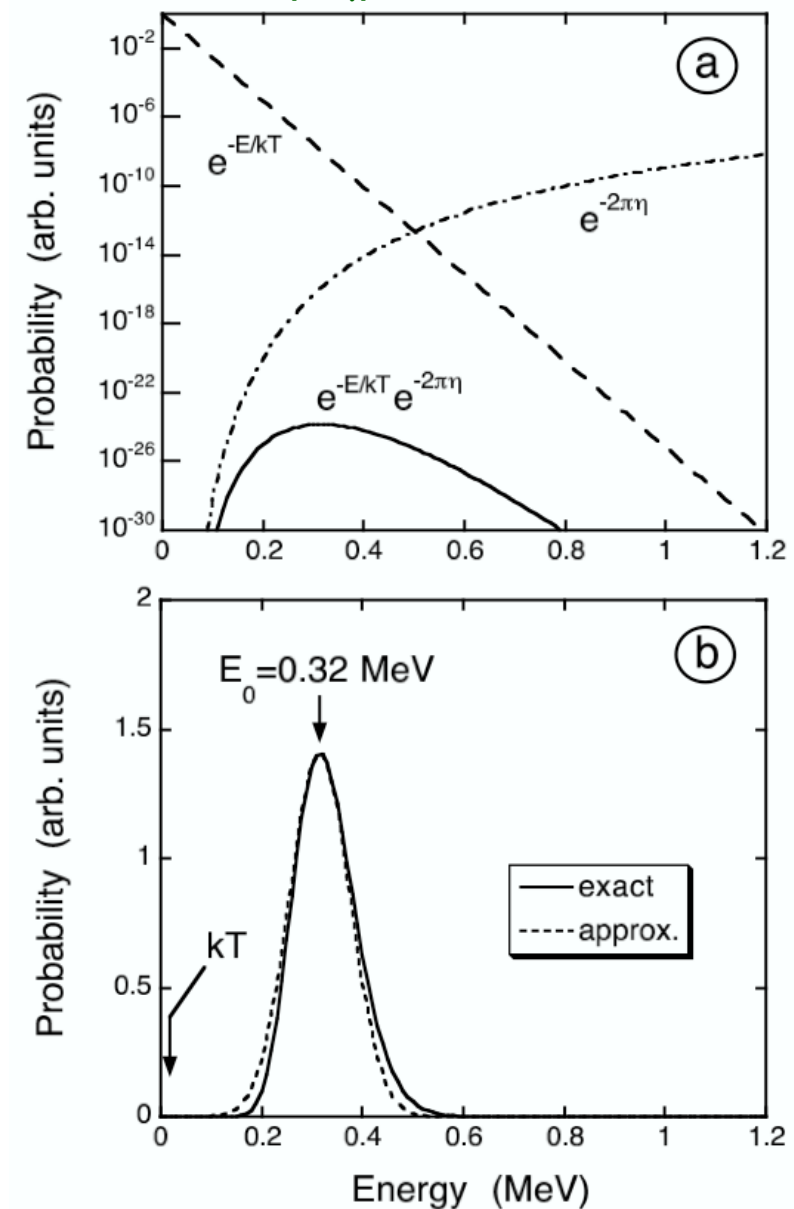 a
Probability (arb. units)
10^-2
10^-6
10^-10
10^-14
10^-18
10^-22
10^-26
10^-30
e^-E/kT
e^-2πη
e^-E/kT e^-2πη
0 0.2 0.4 0.6 0.8 1 1.2
b
Probability (arb. units)
2
1.5
1
0.5
0
E_0=0.32 MeV
kT
exact
approx.
0 0.2 0.4 0.6 0.8 1 1.2
Energy (MeV)